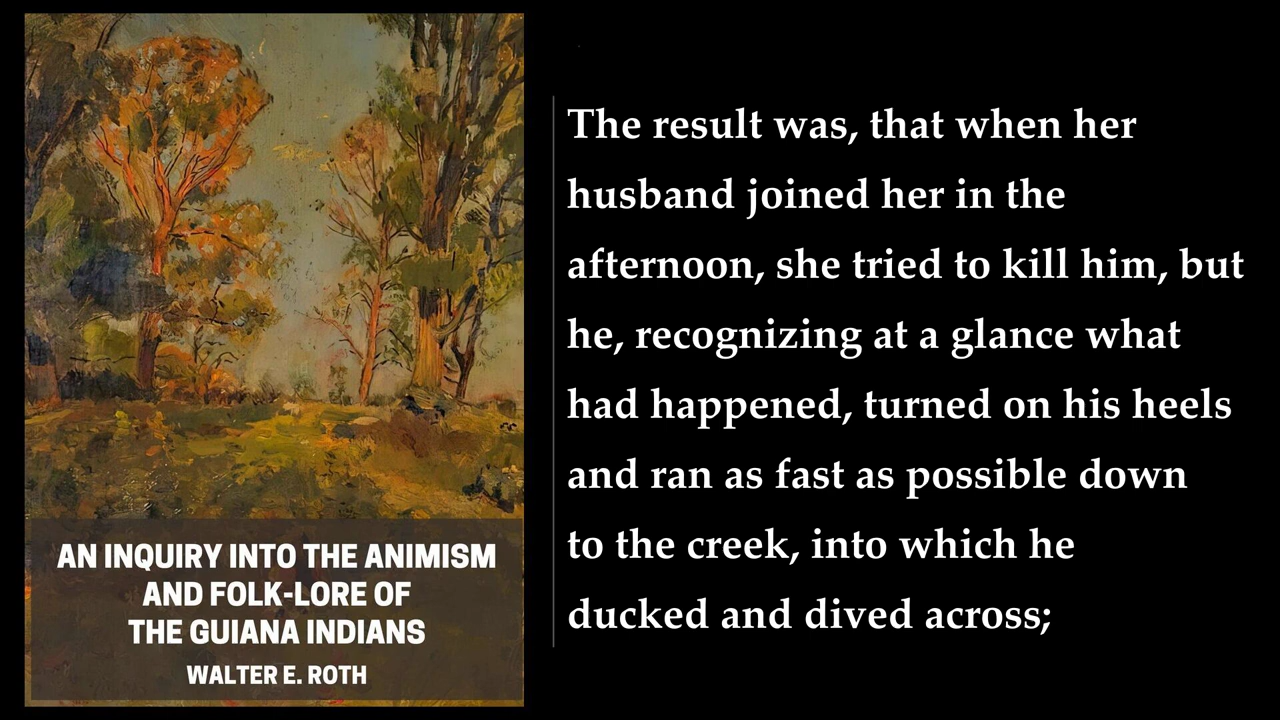 AN INQUIRY INTO THE ANIMISM
AND FOLK-LORE OF
THE GUIANA INDIANS
WALTER E. ROTH
The result was, that when her
husband joined her in the
afternoon, she tried to kill him, but
he, recognizing at a glance what
had happened, turned on his heels
and ran as fast as possible down
to the creek, into which he
ducked and dived across;